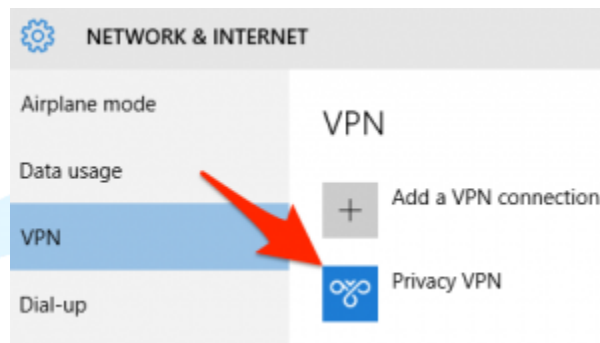 NETWORK & INTERNET
Airplane mode
Data usage
VPN
Dial-up
VPN
Add a VPN connection
Privacy VPN